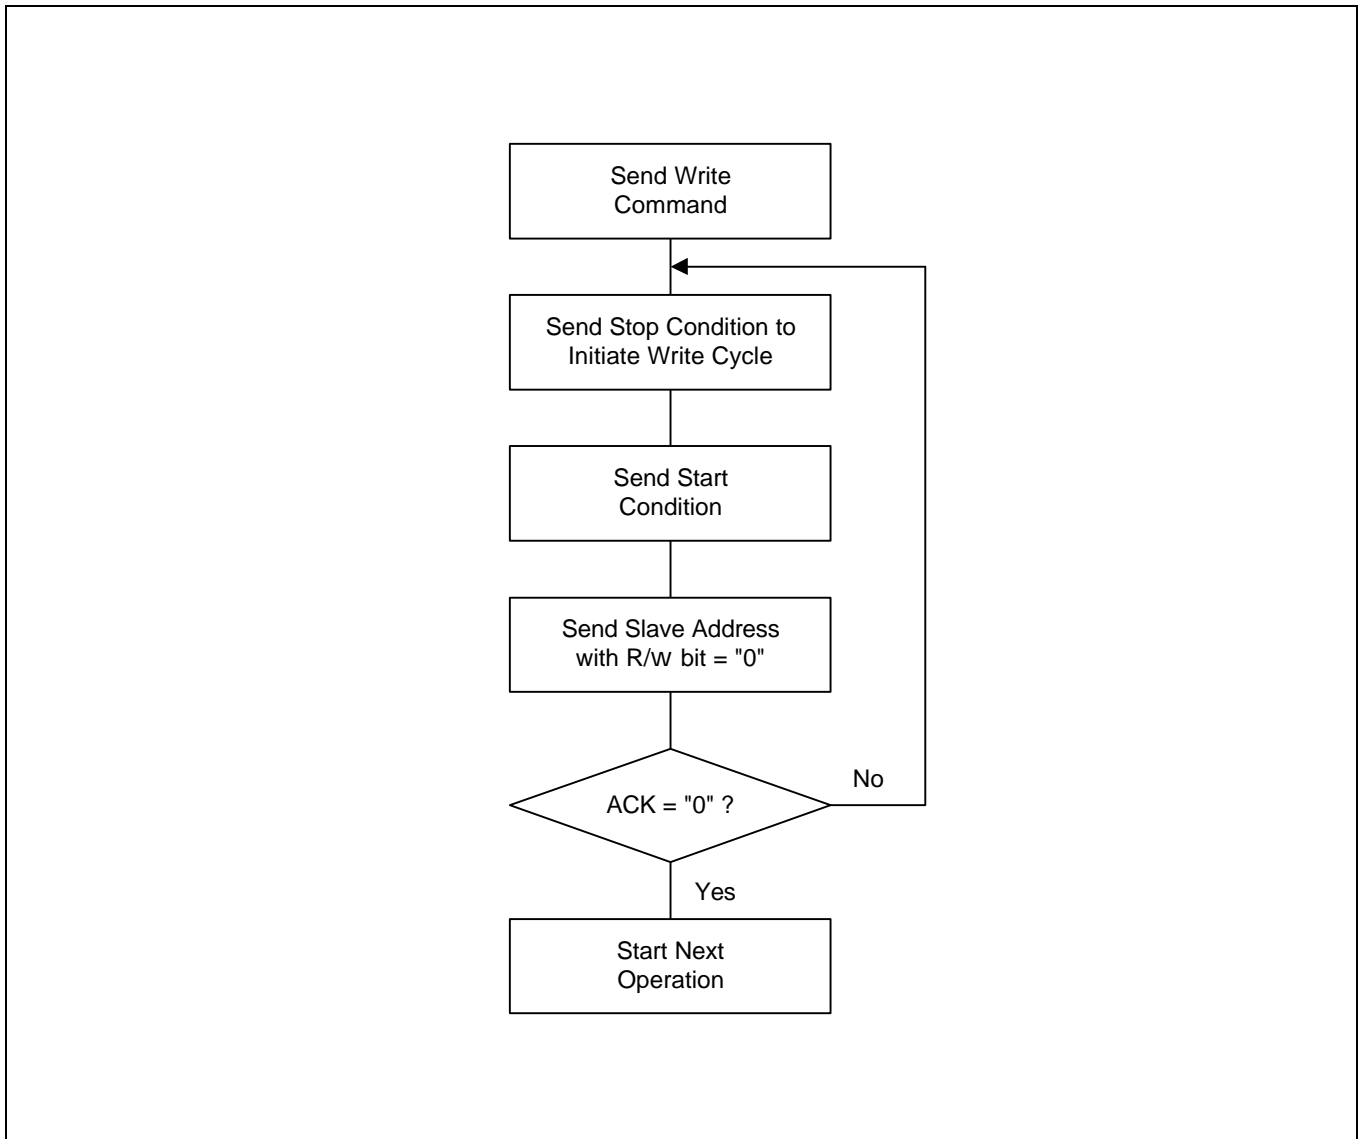 Send Write
Command
Send Stop Condition to
Initiate Write Cycle
Send Start
Condition
Send Slave Address
with R/w bit = "0"
No
ACK = "0" ?
Yes
Start Next
Operation